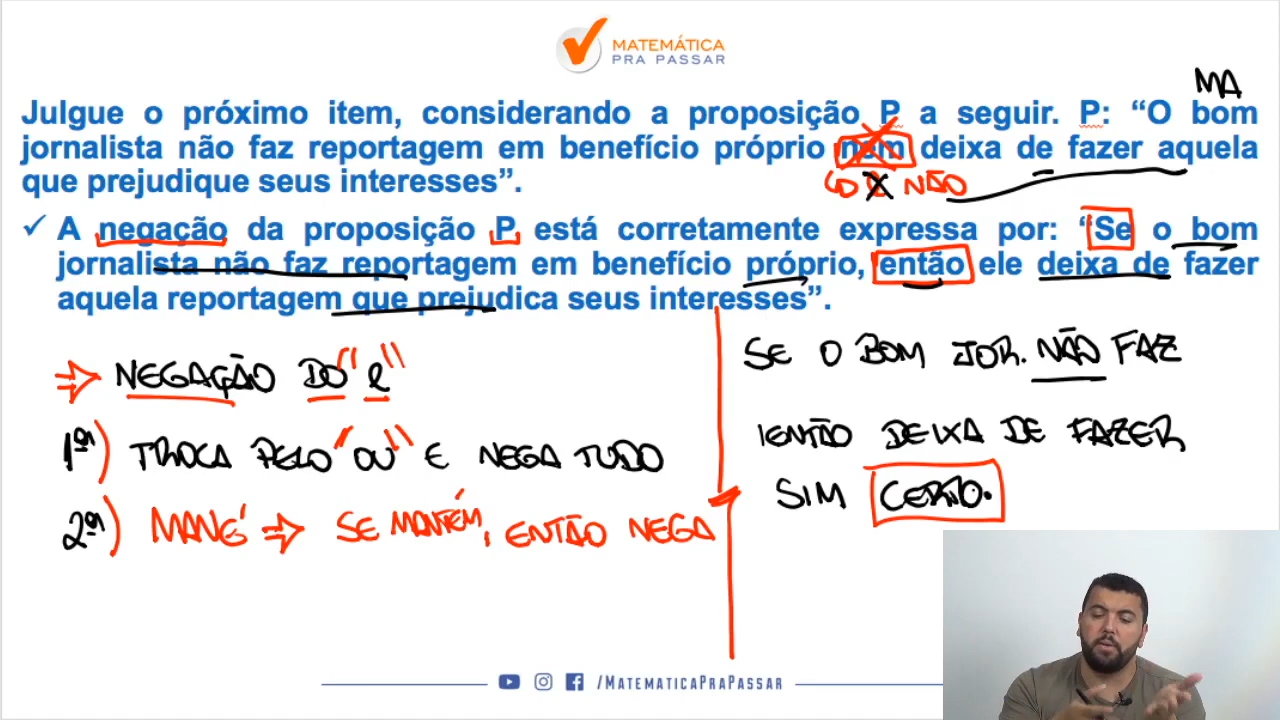 MATEMÁTICA
PRA PASSAR
MA
Julgue o próximo item, considerando a proposição P a seguir. P: “O bom
jornalista não faz reportagem em benefício próprio nem deixa de fazer aquela
que prejudique seus interesses”.
NÃO
✓ A negação da proposição P está corretamente expressa por: “Se o bom
jornalista não faz reportagem em benefício próprio, então ele deixa de fazer
aquela reportagem que prejudica seus interesses”.
⇒ NEGAÇÃO DO "e"
1ª) TROCA PELO "OU" E NEGA TUDO
2ª) MANÉ ⇒ SE MANTÉM, ENTÃO NEGA
SE O BOM JOR. NÃO FAZ
ENTÃO DEIXA DE FAZER
SIM CERTO.
/MATEMATICAPRAPASSAR